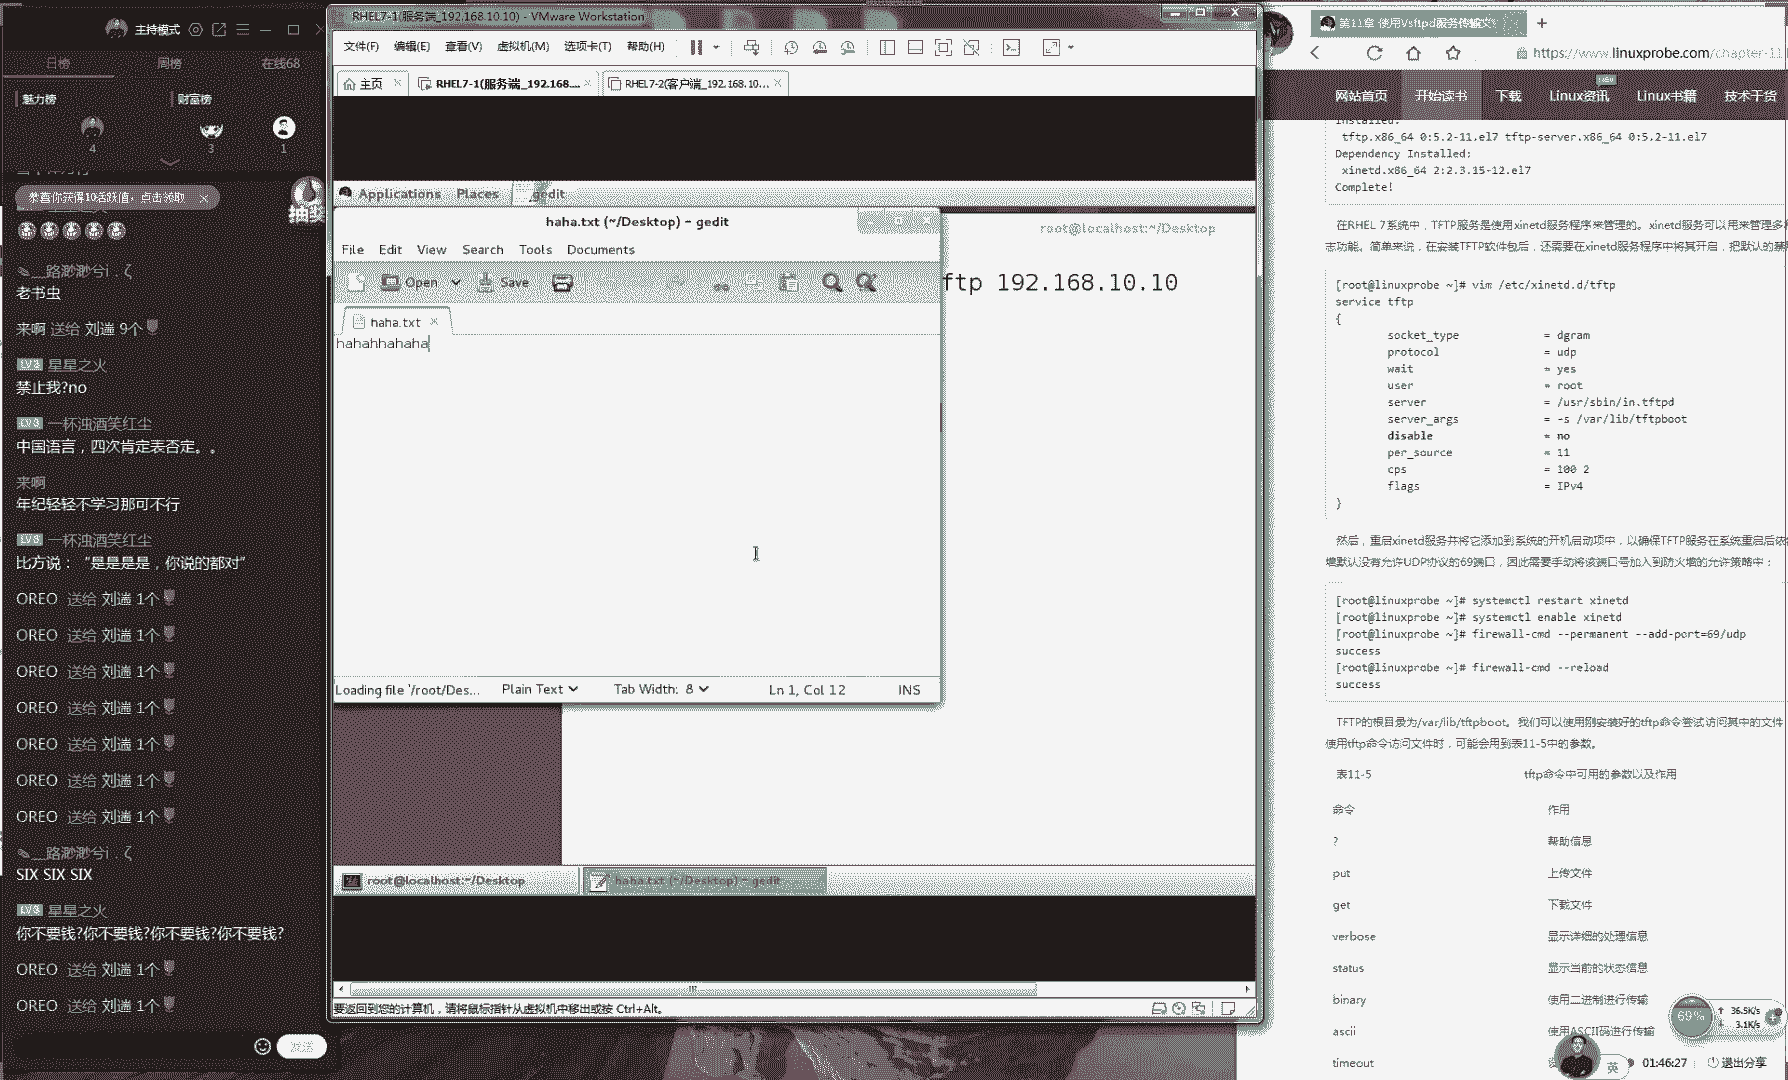 主持模式
日榜 周榜 在线68
魅力榜 财富榜
4 3 1
恭喜你获得10活跃值，点击领取 ×
抽奖
老书虫
来啊 送给 刘遄 9个
LV3 星星之火
禁止我?no
LV3 一杯浊酒笑红尘
中国语言，四次肯定表否定。。
来啊
年纪轻轻不学习那可不行
LV3 一杯浊酒笑红尘
比方说：“是是是是，你说的都对”
OREO 送给 刘遄 1个
OREO 送给 刘遄 1个
OREO 送给 刘遄 1个
OREO 送给 刘遄 1个
OREO 送给 刘遄 1个
OREO 送给 刘遄 1个
OREO 送给 刘遄 1个
SIX SIX SIX
LV3 星星之火
你不要钱?你不要钱?你不要钱?你不要钱?
OREO 送给 刘遄 1个
OREO 送给 刘遄 1个
发送
RHEL7-1(服务端_192.168.10.10) - VMware Workstation
文件(F) 编辑(E) 查看(V) 虚拟机(M) 选项卡(T) 帮助(H)
主页 RHEL7-1(服务端_192.168.... RHEL7-2(客户端_192.168.10...
Applications Places gedit
haha.txt (~/Desktop) - gedit
root@localhost:~/Desktop
File Edit View Search Tools Documents
Open Save
ftp 192.168.10.10
haha.txt
hahahhahaha
Loading file '/root/Des... Plain Text Tab Width: 8 Ln 1, Col 12 INS
root@localhost:~/Desktop haha.txt (~/Desktop) - gedit
要返回到您的计算机，请将鼠标指针从虚拟机中移出或按 Ctrl+Alt。
第11章 使用Vsftpd服务传输文
https://www.linuxprobe.com/chapter-11
网站首页 开始读书 下载 Linux资讯 Linux书籍 技术干货
Installed:
tftp.x86_64 0:5.2-11.el7 tftp-server.x86_64 0:5.2-11.el7
Dependency Installed:
xinetd.x86_64 2:2.3.15-12.el7
Complete!
在RHEL 7系统中，TFTP服务是使用xinetd服务程序来管理的。xinetd服务可以用来管理多
志功能。简单来说，在安装TFTP软件包后，还需要在xinetd服务程序中将其开启，把默认的禁
[root@linuxprobe ~]# vim /etc/xinetd.d/tftp
service tftp
{
socket_type = dgram
protocol = udp
wait = yes
user = root
server = /usr/sbin/in.tftpd
server_args = -s /var/lib/tftpboot
disable = no
per_source = 11
cps = 100 2
flags = IPv4
}
然后，重启xinetd服务并将它添加到系统的开机启动项中，以确保TFTP服务在系统重启后依
墙默认没有允许UDP协议的69端口，因此需要手动将该端口号加入到防火墙的允许策略中：
[root@linuxprobe ~]# systemctl restart xinetd
[root@linuxprobe ~]# systemctl enable xinetd
[root@linuxprobe ~]# firewall-cmd --permanent --add-port=69/udp
success
[root@linuxprobe ~]# firewall-cmd --reload
success
TFTP的根目录为/var/lib/tftpboot。我们可以使用刚安装好的tftp命令尝试访问其中的文件
使用tftp命令访问文件时，可能会用到表11-5中的参数。
表11-5 tftp命令中可用的参数以及作用
命令 作用
? 帮助信息
put 上传文件
get 下载文件
verbose 显示详细的处理信息
status 显示当前的状态信息
binary 使用二进制进行传输
ascii 使用ASCII码进行传输
timeout
69% 36.5K/s
3.1K/s
英 01:46:27 退出分享